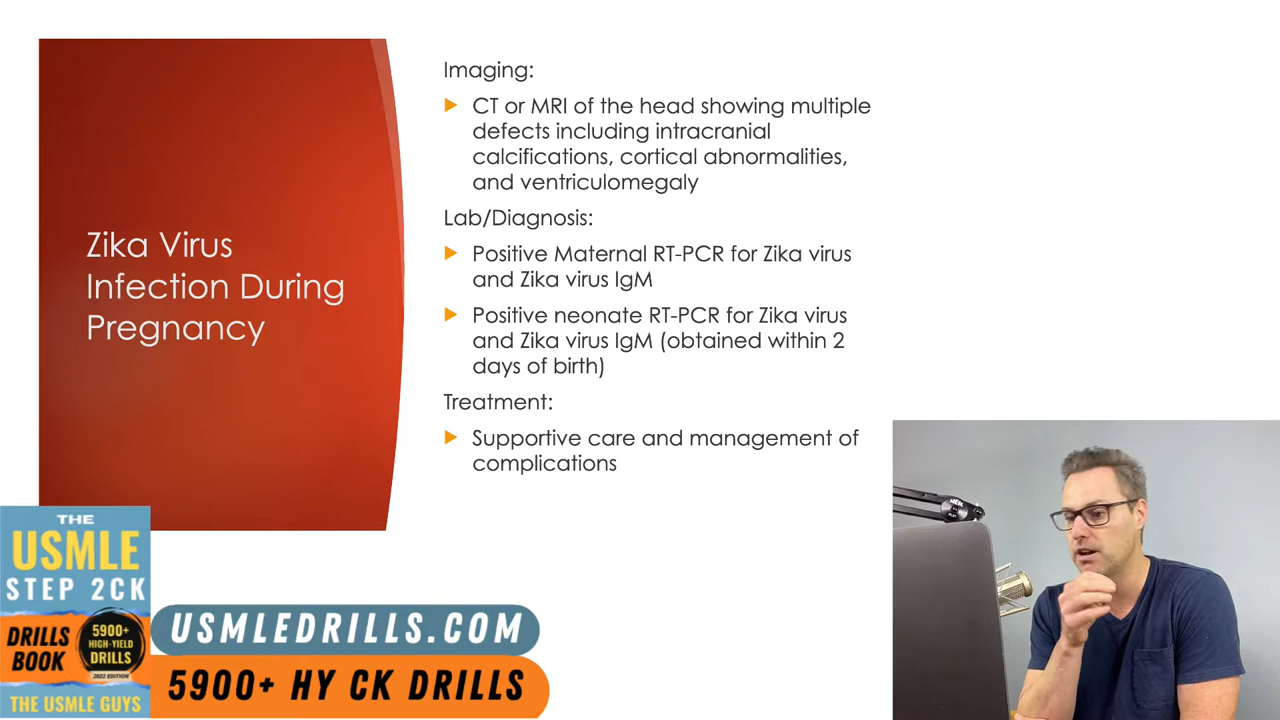 Zika Virus
Infection During
Pregnancy
Imaging:
CT or MRI of the head showing multiple
defects including intracranial
calcifications, cortical abnormalities,
and ventriculomegaly
Lab/Diagnosis:
Positive Maternal RT-PCR for Zika virus
and Zika virus IgM
Positive neonate RT-PCR for Zika virus
and Zika virus IgM (obtained within 2
days of birth)
Treatment:
Supportive care and management of
complications
THE
USMLE
STEP 2CK
DRILLS
BOOK
5900+
HIGH-YIELD
DRILLS
2022 EDITION
THE USMLE GUYS
USMLEDRILLS.COM
5900+ HY CK DRILLS